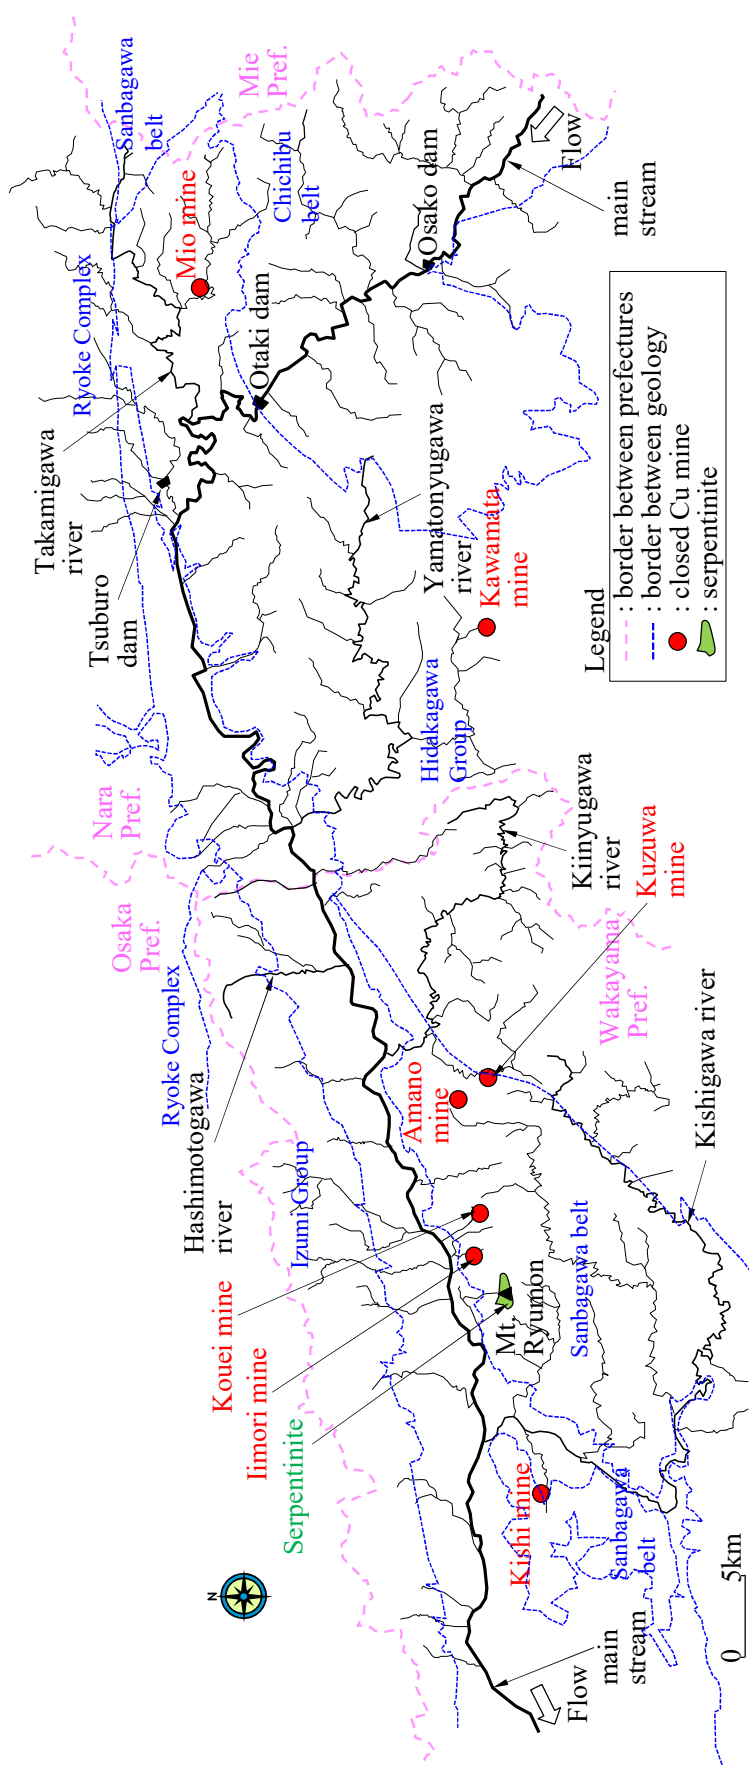 Sanbagawa
belt
Mie
Pref.
Ryoke Complex
Mio mine
Chichibu
belt
Osako dam
Flow
main
stream
Otaki dam
Takamigawa
river
Tsuburo
dam
Yamatonyugawa
river
Kawamata
mine
Hidakagawa
Group
Nara
Pref.
Osaka
Pref.
Kiinyugawa
river
Kuzuwa
mine
Wakayama
Pref.
Ryoke Complex
Hashimotogawa
river
Amano
mine
Kishigawa river
Izumi Group
Kouei mine
Iimori mine
Serpentinite
Mt.
Ryumon
Sanbagawa belt
Kishi mine
Sanbagawa
belt
N
main
stream
Flow
0 5km
Legend
: border between prefectures
: border between geology
: closed Cu mine
: serpentinite